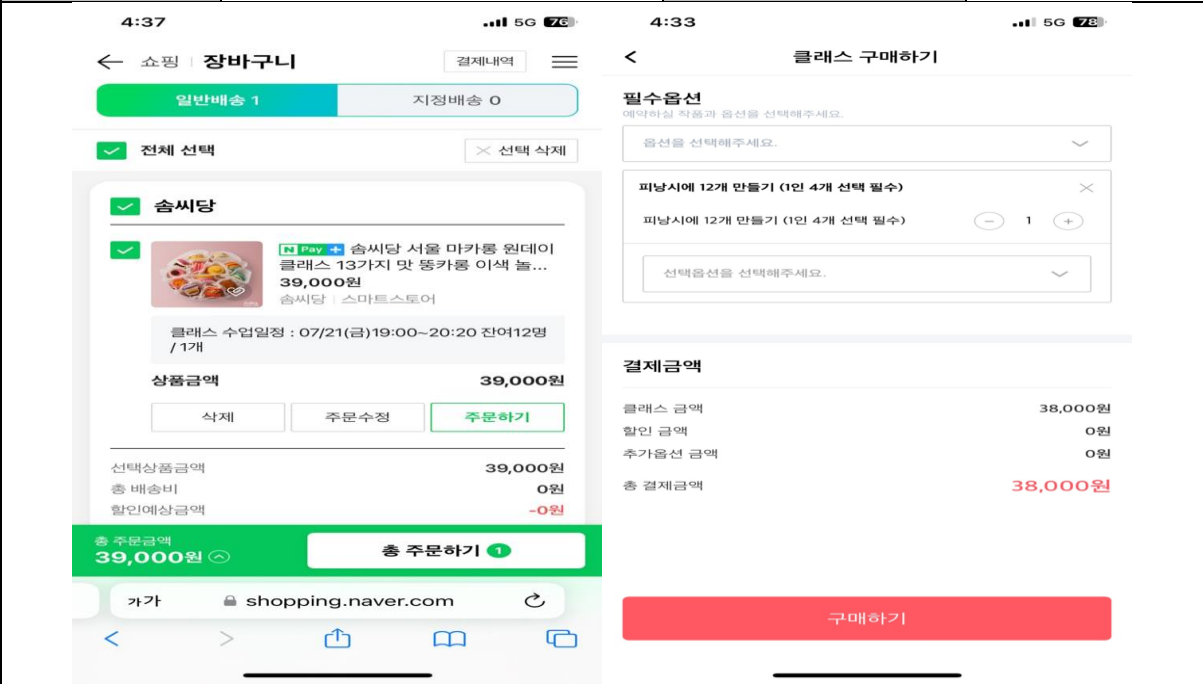 4:37
5G 76
쇼핑 장바구니
결제내역
일반배송 1
지정배송 0
전체 선택
선택 삭제
솜씨당
N Pay + 솜씨당 서울 마카롱 원데이
클래스 13가지 맛 뚱카롱 이색 놀...
39,000원
솜씨당 | 스마트스토어
클래스 수업일정 : 07/21(금)19:00~20:20 잔여12명
/ 1개
상품금액 39,000원
삭제
주문수정
주문하기
선택상품금액 39,000원
총 배송비 0원
할인예상금액 -0원
총 주문금액
39,000원
총 주문하기 1
가가
shopping.naver.com
4:33
5G 78
클래스 구매하기
필수옵션
예약하실 작품과 옵션을 선택해주세요.
옵션을 선택해주세요.
피낭시에 12개 만들기 (1인 4개 선택 필수)
피낭시에 12개 만들기 (1인 4개 선택 필수) 1
선택옵션을 선택해주세요.
결제금액
클래스 금액 38,000원
할인 금액 0원
추가옵션 금액 0원
총 결제금액 38,000원
구매하기